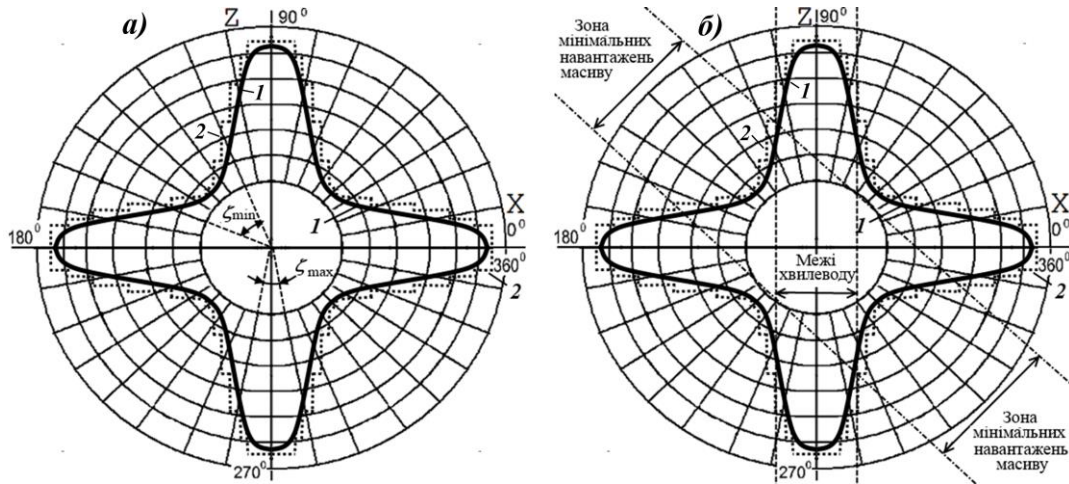 а)
Z
90⁰
1
2
ζmin
1
X
0⁰
180⁰
360⁰
ζ max
2
270⁰
Зона
мінімальних
навантажень
масиву
б)
Z
90⁰
1
2
1
X
0⁰
180⁰
360⁰
Межі
хвилеводу
2
270⁰
Зона
мінімальних
навантажень
масиву